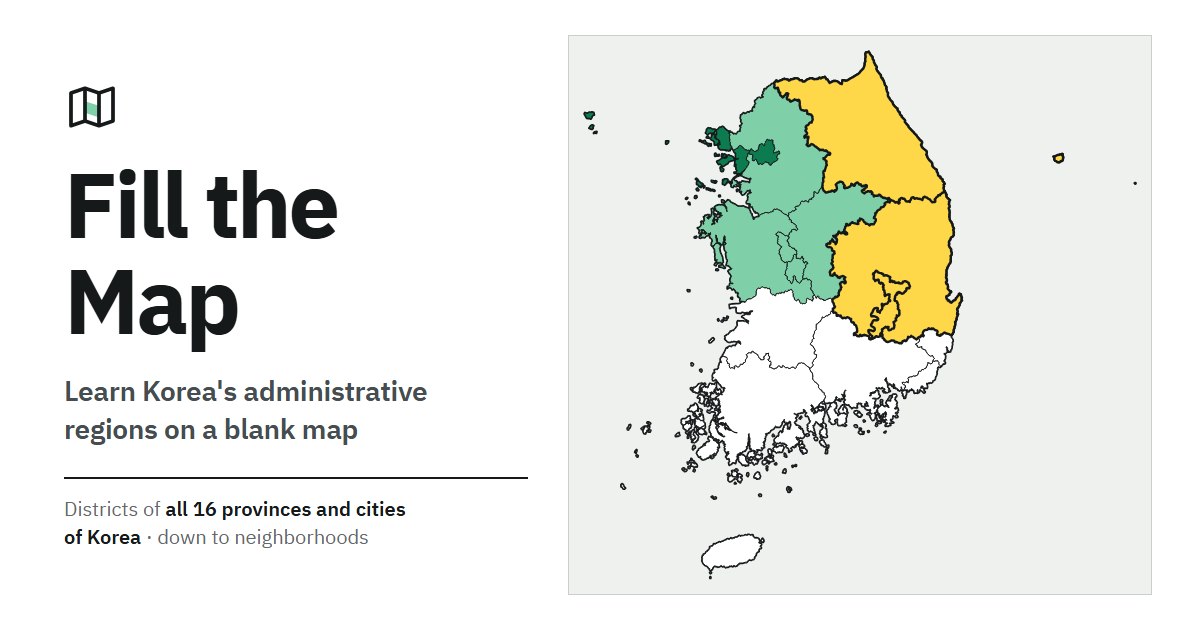 Fill the
Map
Learn Korea's administrative
regions on a blank map
Districts of all 16 provinces and cities
of Korea · down to neighborhoods